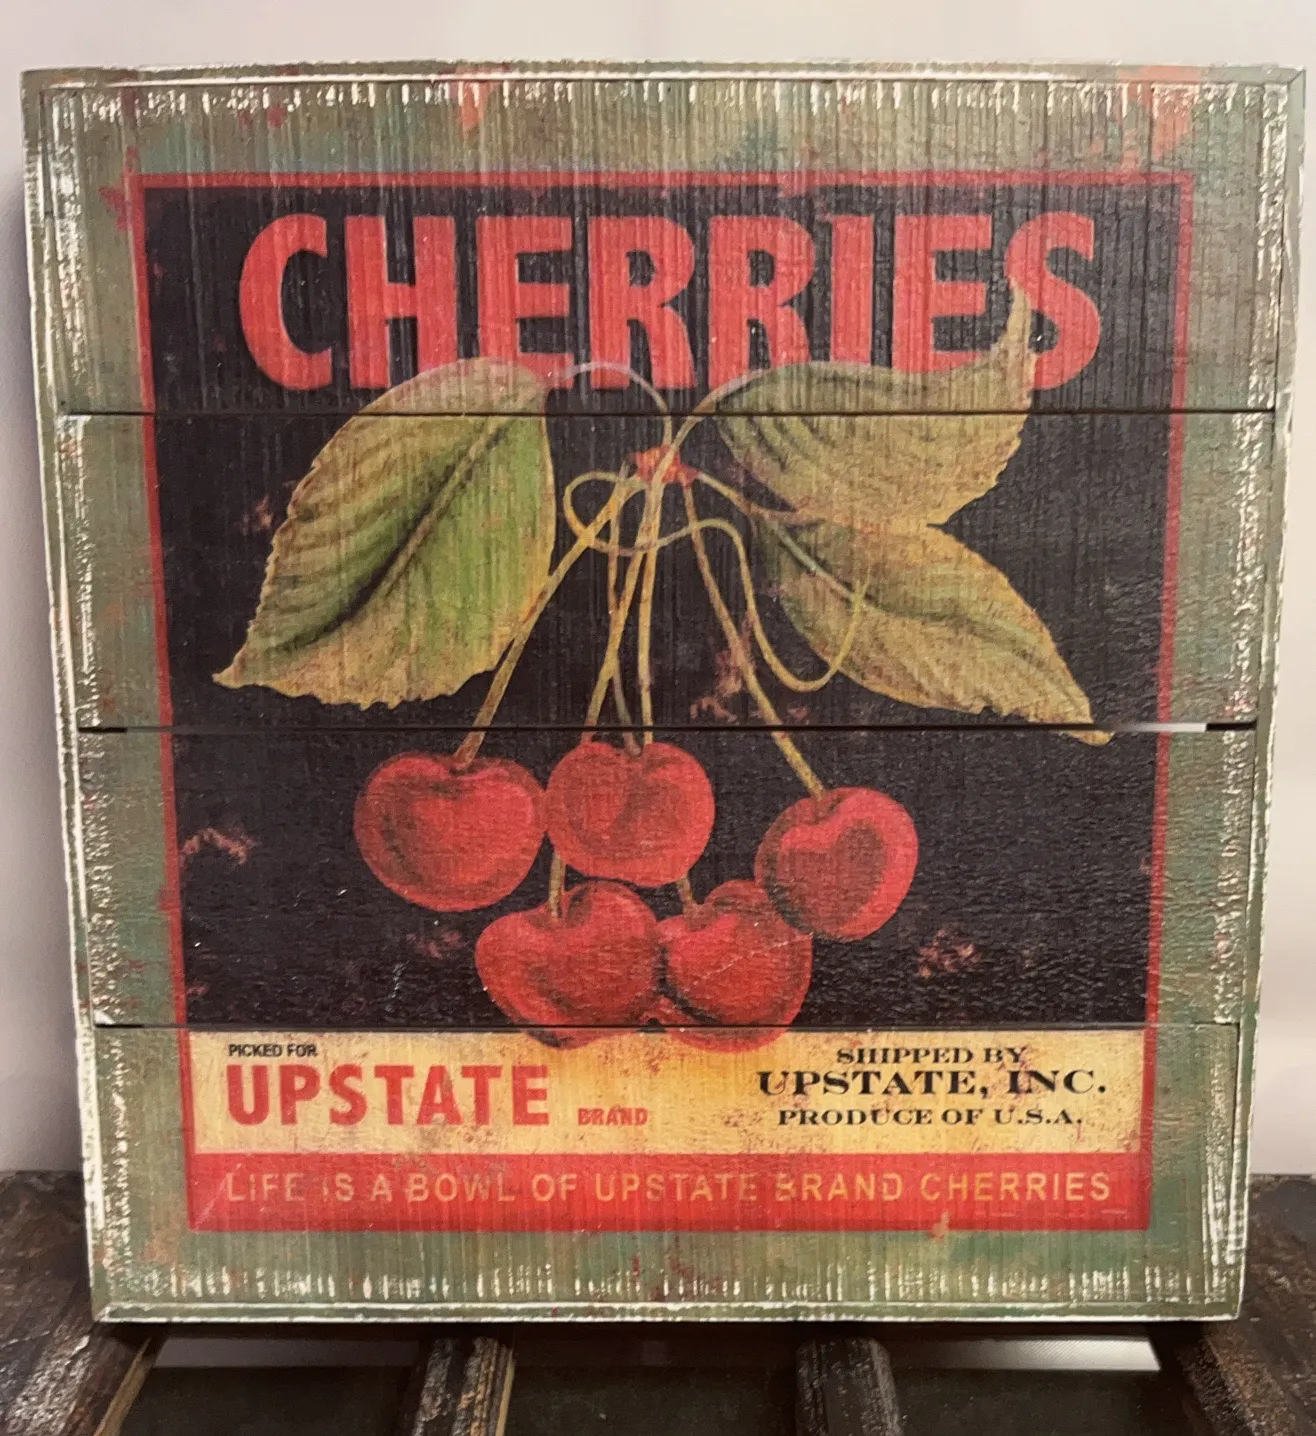 CHERRIES
PICKED FOR
UPSTATE BRAND
SHIPPED BY
UPSTATE, INC.
PRODUCE OF U.S.A.
LIFE IS A BOWL OF UPSTATE BRAND CHERRIES